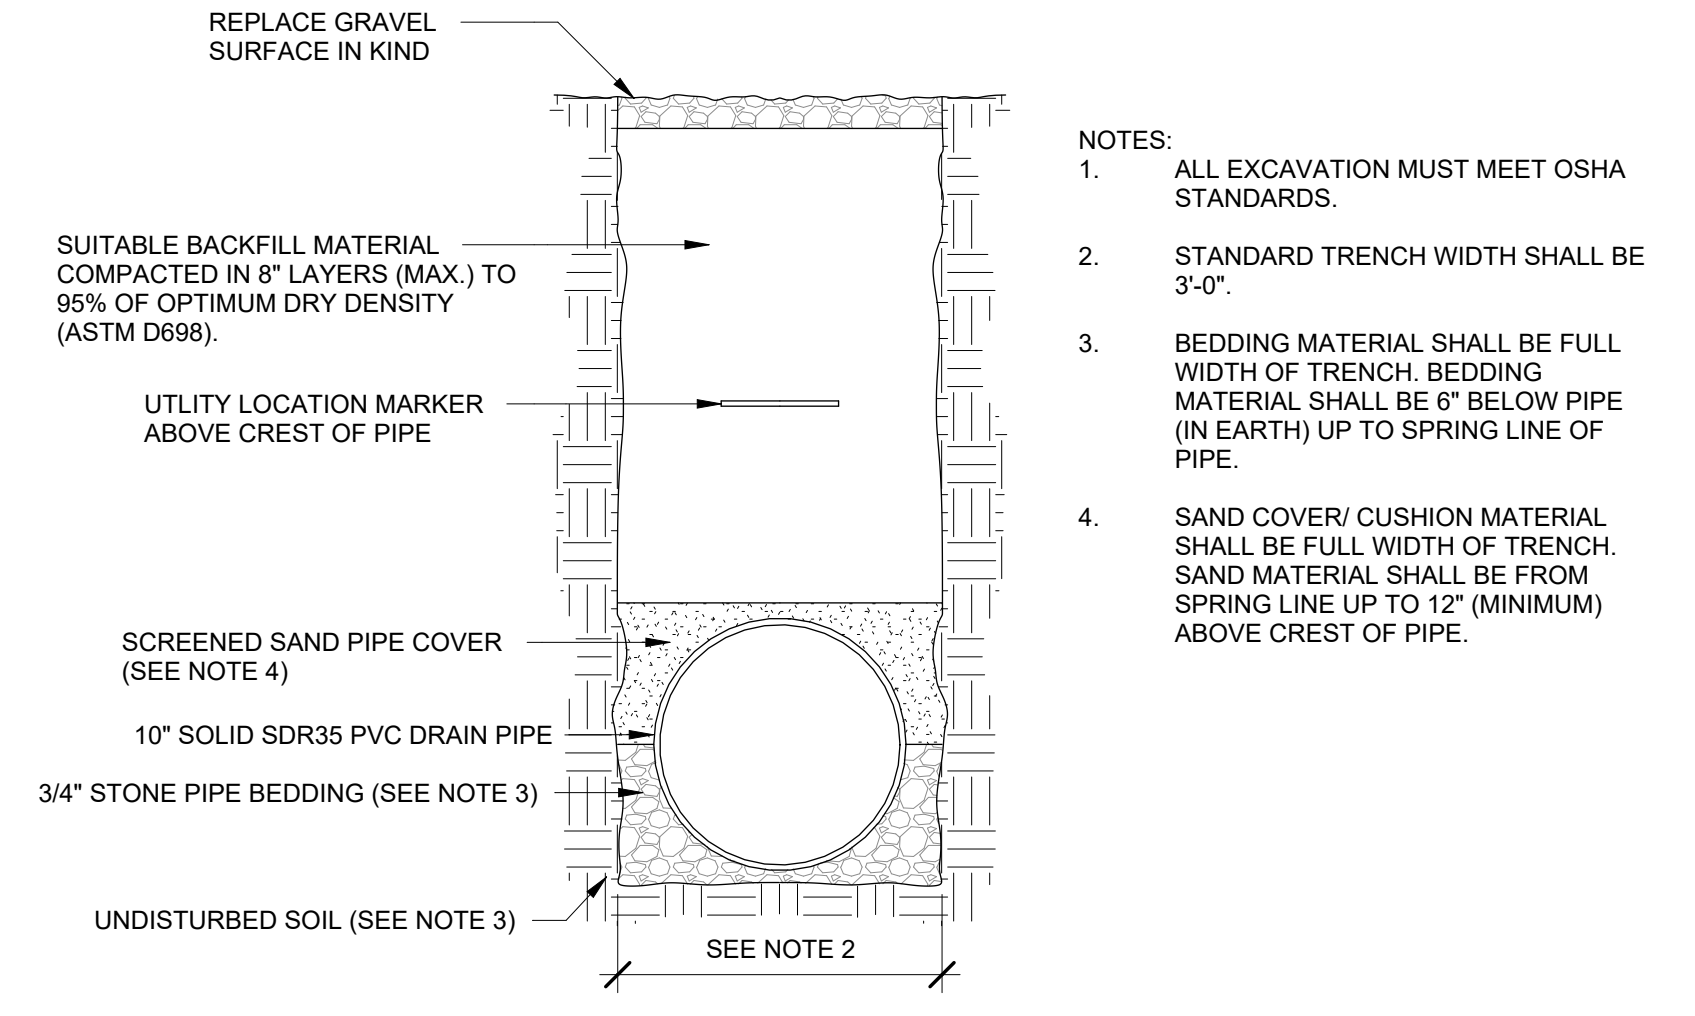 REPLACE GRAVEL
SURFACE IN KIND
SUITABLE BACKFILL MATERIAL
COMPACTED IN 8" LAYERS (MAX.) TO
95% OF OPTIMUM DRY DENSITY
(ASTM D698).
UTLITY LOCATION MARKER
ABOVE CREST OF PIPE
SCREENED SAND PIPE COVER
(SEE NOTE 4)
10" SOLID SDR35 PVC DRAIN PIPE
3/4" STONE PIPE BEDDING (SEE NOTE 3)
UNDISTURBED SOIL (SEE NOTE 3)
SEE NOTE 2
NOTES:
1. ALL EXCAVATION MUST MEET OSHA
STANDARDS.
2. STANDARD TRENCH WIDTH SHALL BE
3'-0".
3. BEDDING MATERIAL SHALL BE FULL
WIDTH OF TRENCH. BEDDING
MATERIAL SHALL BE 6" BELOW PIPE
(IN EARTH) UP TO SPRING LINE OF
PIPE.
4. SAND COVER/ CUSHION MATERIAL
SHALL BE FULL WIDTH OF TRENCH.
SAND MATERIAL SHALL BE FROM
SPRING LINE UP TO 12" (MINIMUM)
ABOVE CREST OF PIPE.